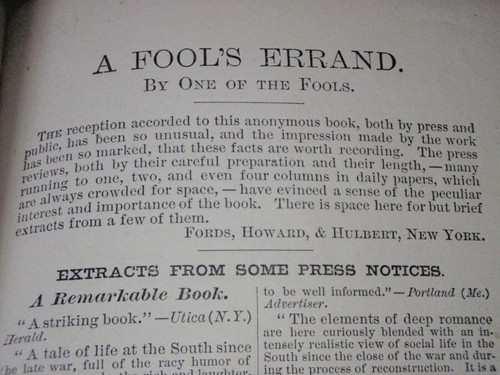 A FOOL'S ERRAND.
BY ONE OF THE FOOLS.
THE reception accorded to this anonymous book, both by press and
public, has been so unusual, and the impression made by the work
has been so marked, that these facts are worth recording. The press
reviews, both by their careful preparation and their length,—many
running to one, two, and even four columns in daily papers, which
are always crowded for space,—have evinced a sense of the peculiar
interest and importance of the book. There is space here for but brief
extracts from a few of them.
FORDS, HOWARD, & HULBERT, NEW YORK.
EXTRACTS FROM SOME PRESS NOTICES.
A Remarkable Book.
"A striking book."—Utica (N. Y.)
Herald.
"A tale of life at the South since
the late war, full of the racy humor of
to be well informed."—Portland (Me.)
Advertiser.
"The elements of deep romance
are here curiously blended with an in-
tensely realistic view of social life in the
South since the close of the war and dur-
ing the process of reconstruction. It is a